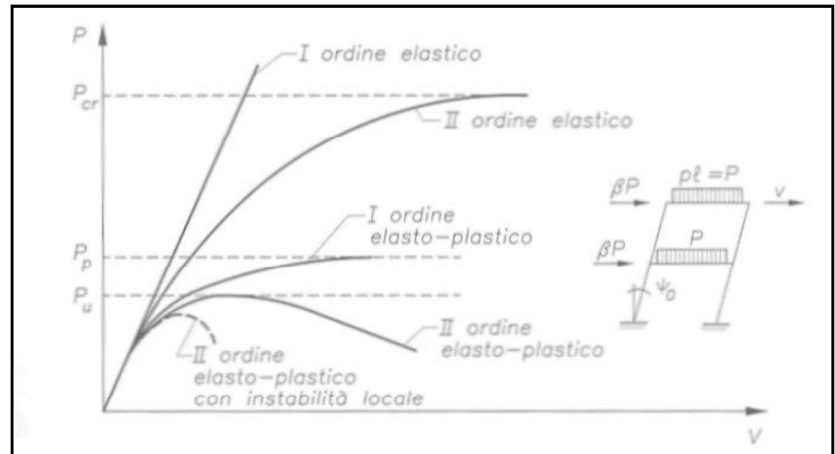 P
I ordine elastico
P_cr
II ordine elastico
pℓ = P
βP
v
I ordine
elasto-plastico
P
βP
P_p
P_u
ψ_0
II ordine
elasto-plastico
II ordine
elasto-plastico
con instabilità locale
V